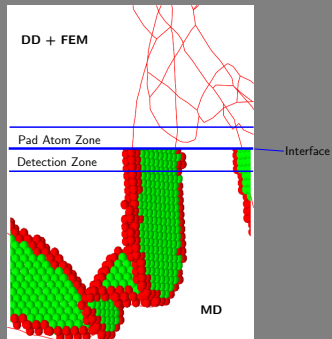 DD + FEM
Pad Atom Zone
Interface
Detection Zone
MD